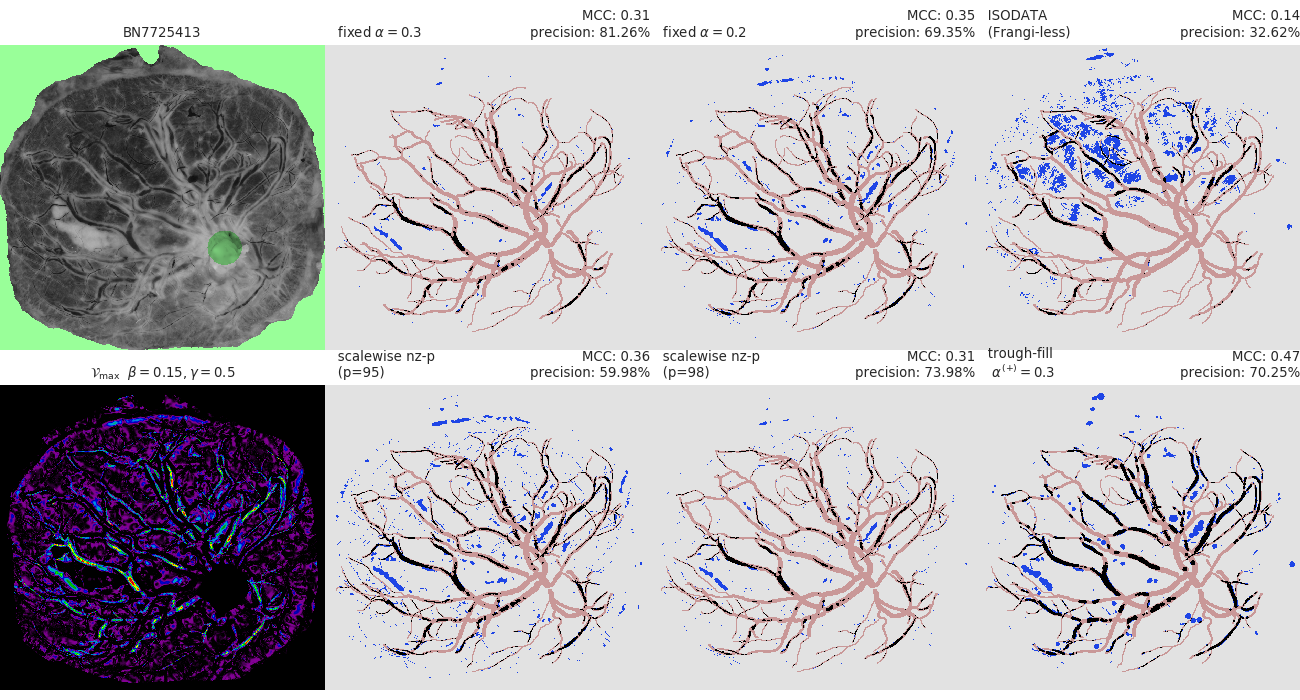 BN7725413
fixed α = 0.3
MCC: 0.31
precision: 81.26%
fixed α = 0.2
MCC: 0.35
precision: 69.35%
ISODATA
(Frangi-less)
MCC: 0.14
precision: 32.62%
𝒱max β = 0.15, γ = 0.5
scalewise nz-p
(p=95)
MCC: 0.36
precision: 59.98%
scalewise nz-p
(p=98)
MCC: 0.31
precision: 73.98%
trough-fill
α(+) = 0.3
MCC: 0.47
precision: 70.25%